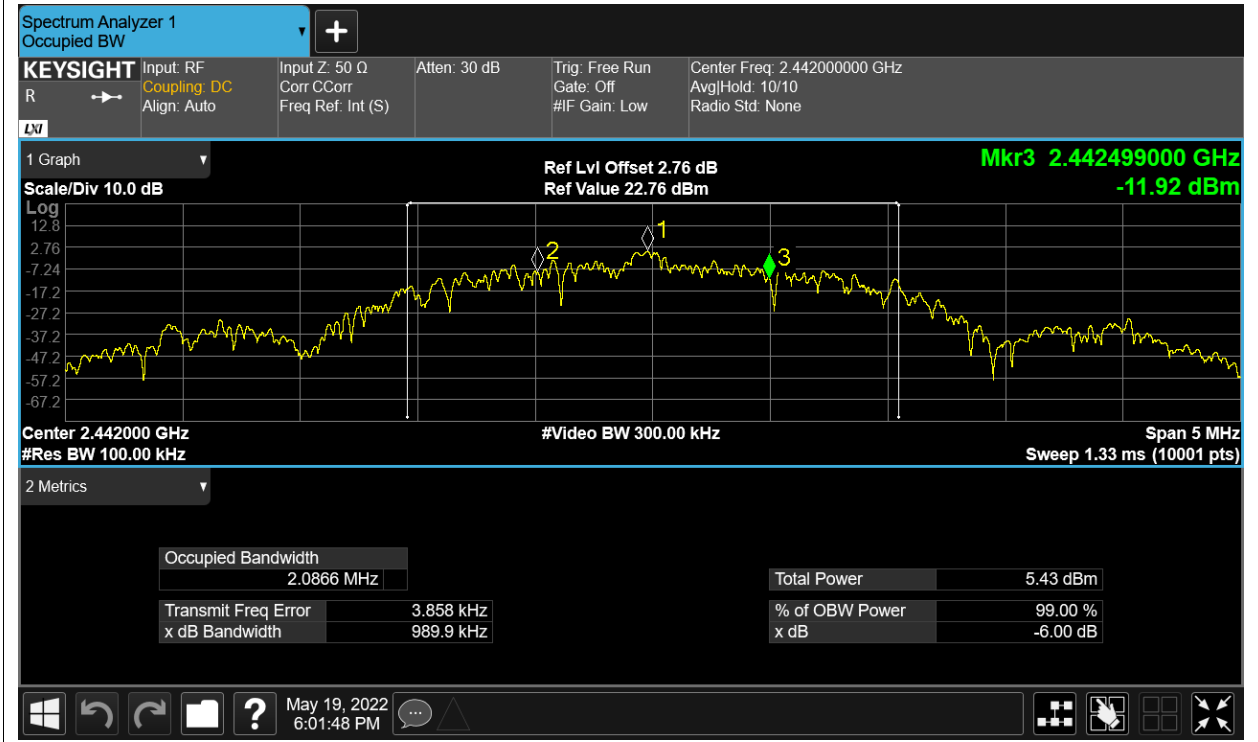 Spectrum Analyzer 1
Occupied BW
KEYSIGHT
R
LXI
Input: RF
Coupling: DC
Align: Auto
Input Z: 50 Ω
Corr CCorr
Freq Ref: Int (S)
Atten: 30 dB
Trig: Free Run
Gate: Off
#IF Gain: Low
Center Freq: 2.442000000 GHz
Avg|Hold: 10/10
Radio Std: None
1 Graph
Scale/Div 10.0 dB
Ref Lvl Offset 2.76 dB
Ref Value 22.76 dBm
Mkr3 2.442499000 GHz
-11.92 dBm
Log
12.8
2.76
-7.24
-17.2
-27.2
-37.2
-47.2
-57.2
-67.2
1
2
3
Center 2.442000 GHz
#Res BW 100.00 kHz
#Video BW 300.00 kHz
Span 5 MHz
Sweep 1.33 ms (10001 pts)
2 Metrics
Occupied Bandwidth
2.0866 MHz
Total Power 5.43 dBm
Transmit Freq Error 3.858 kHz
% of OBW Power 99.00 %
x dB Bandwidth 989.9 kHz
x dB -6.00 dB
?
May 19, 2022
6:01:48 PM